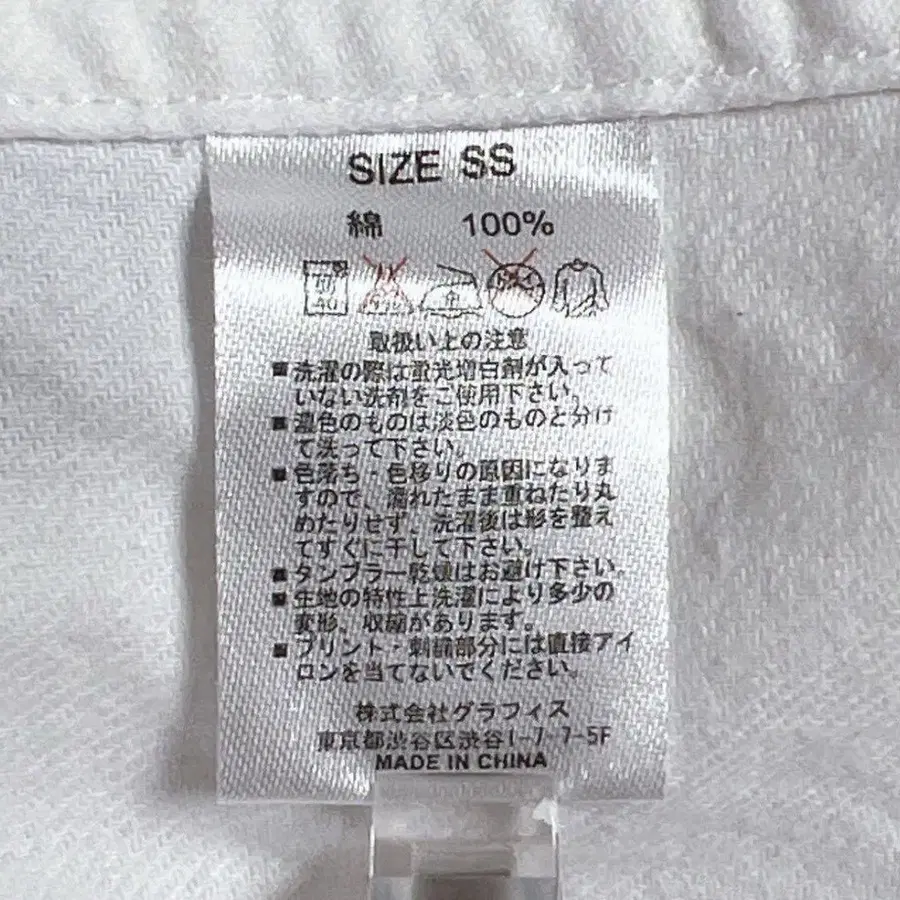 SIZE SS
綿 100%
40
中
取扱い上の注意
■洗濯の際は蛍光増白剤が入って
いない洗剤をご使用下さい。
■濃色のものは淡色のものと分け
て洗って下さい。
■色落ち・色移りの原因になりま
すので、濡れたまま重ねたり丸
めたりせず、洗濯後は形を整え
てすぐに干して下さい。
■タンブラー乾燥はお避け下さい。
■生地の特性上洗濯により多少の
変形、収縮があります。
■プリント・刺繍部分には直接アイ
ロンを当てないでください。
株式会社グラフィス
東京都渋谷区渋谷1-7-7-5F
MADE IN CHINA